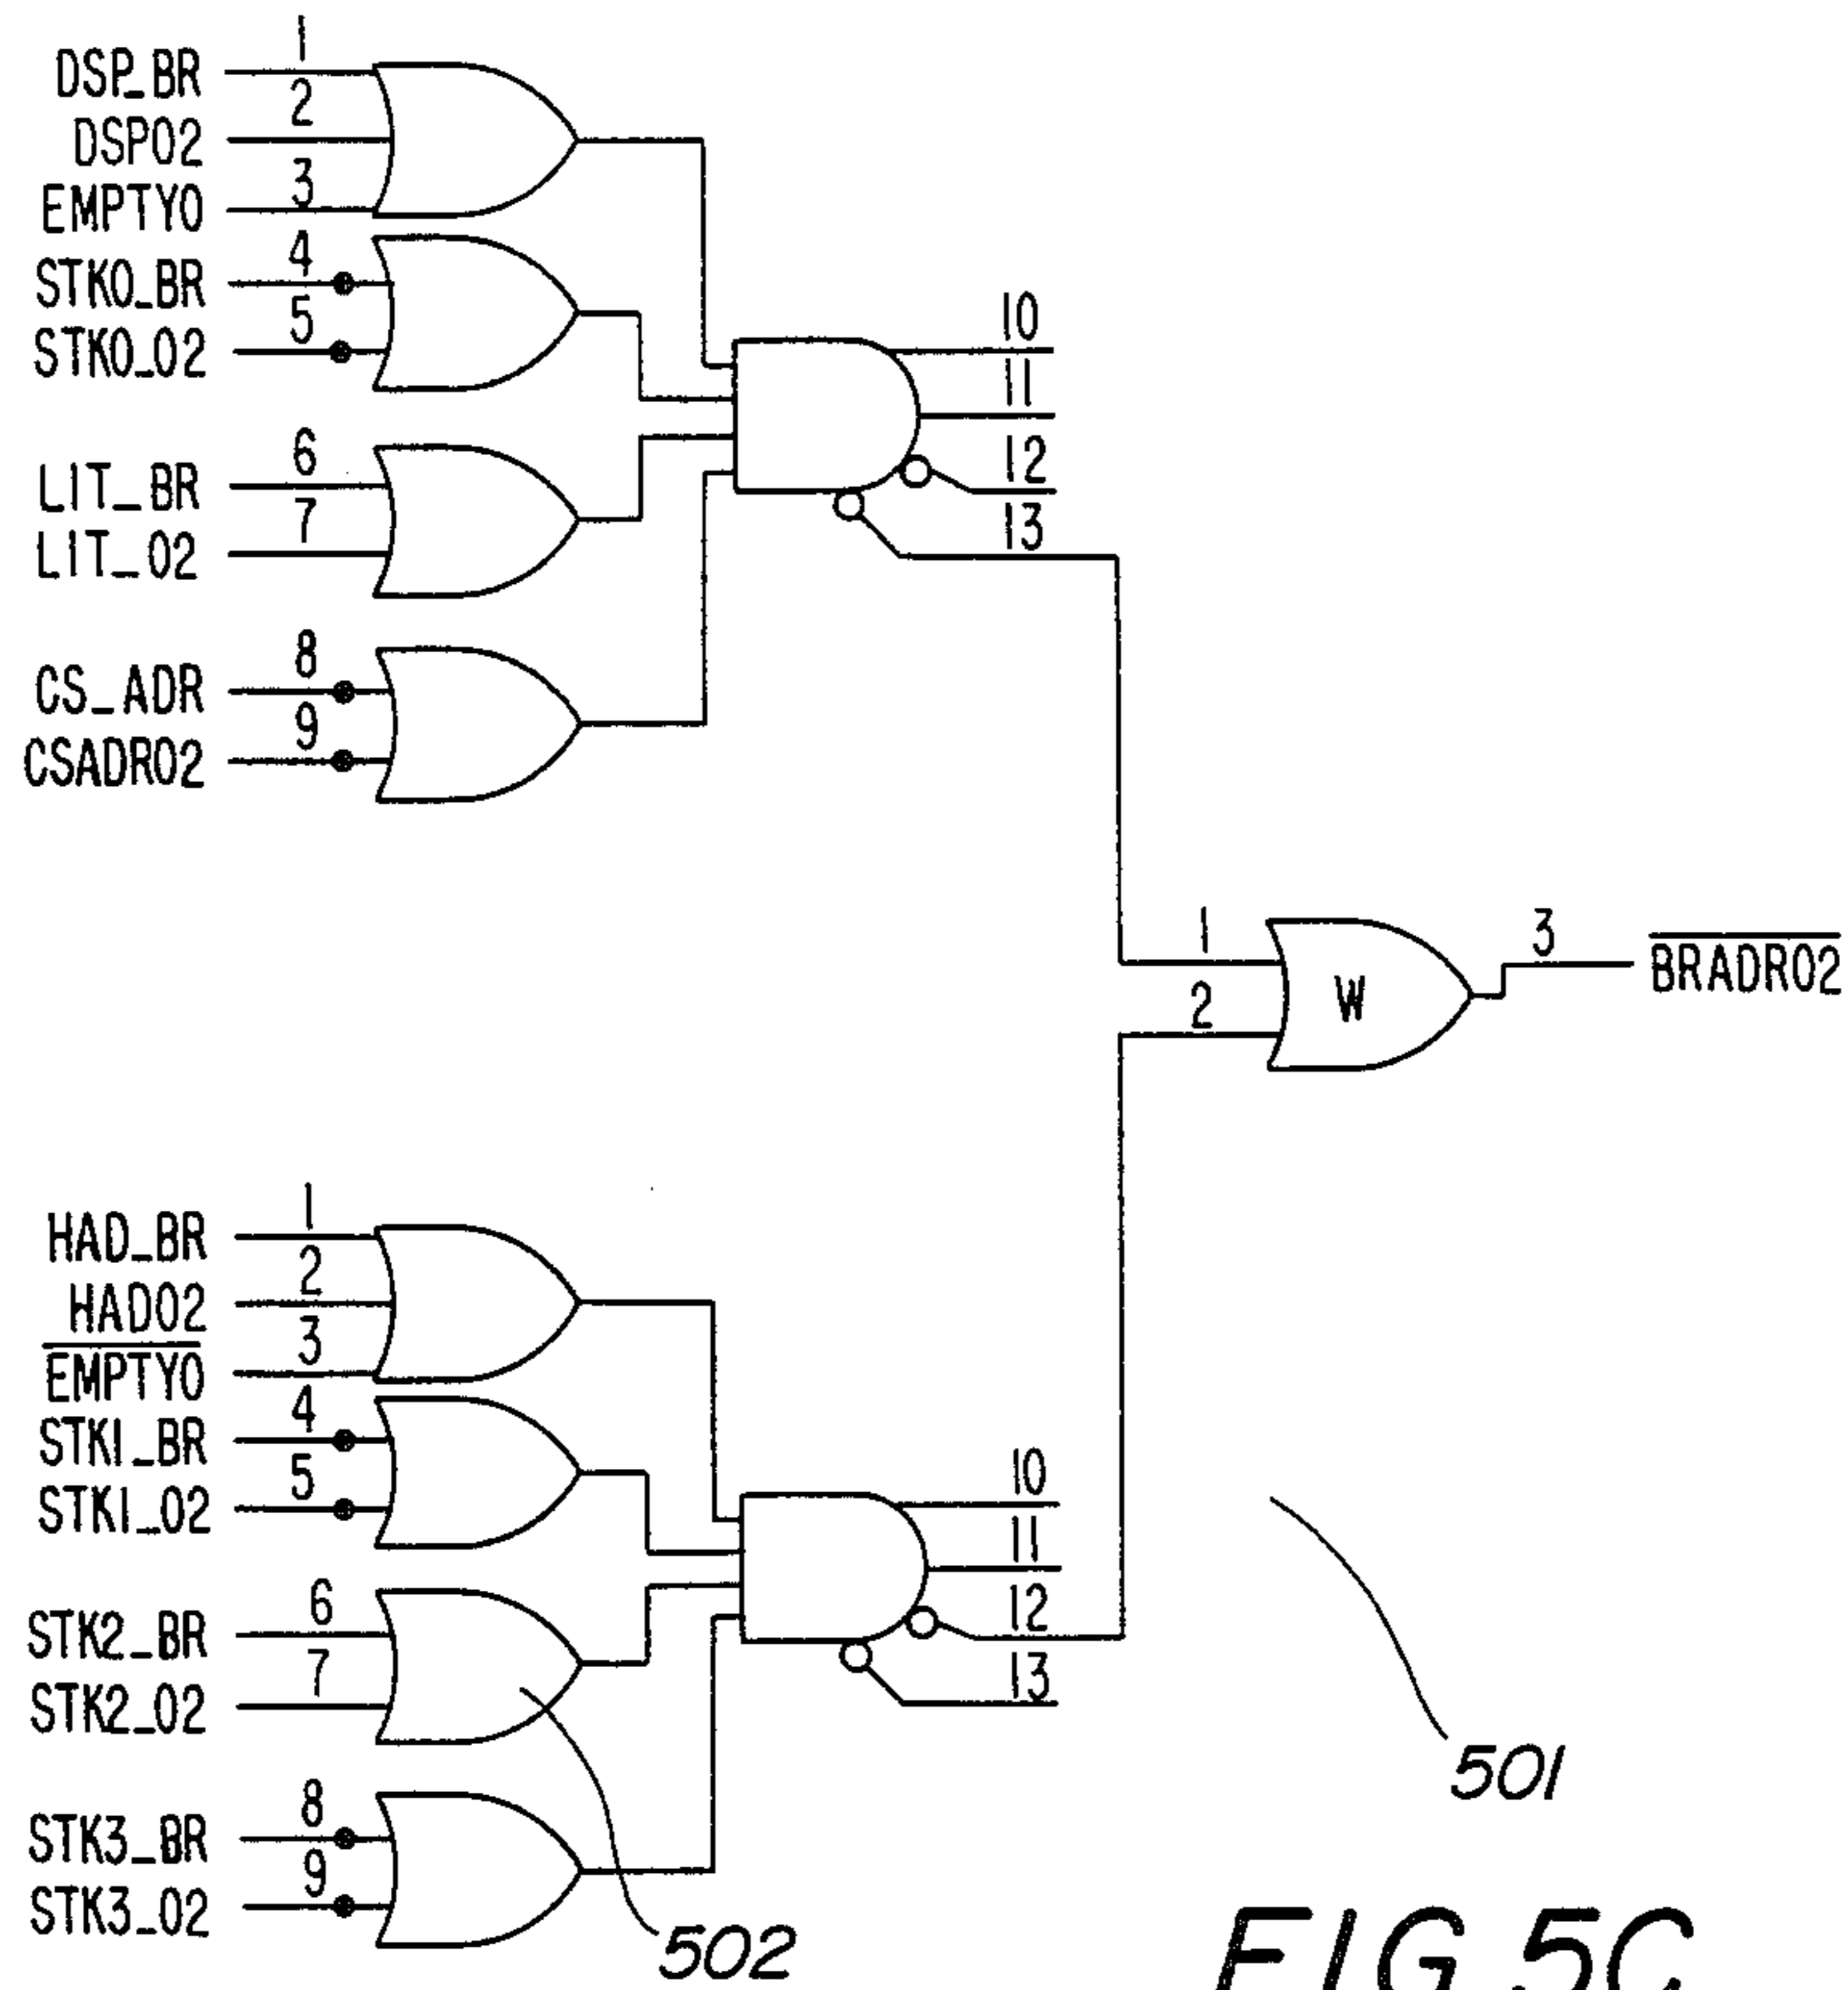 1
DSP_BR
2
DSP02
3
EMPTY0
4
STK0_BR
5
STK0_02
6
LIT_BR
7
LIT_02
8
CS_ADR
9
CSADR02
10
11
12
13
1
2
W
3
BRADR02
1
HAD_BR
2
HAD02
3
EMPTY0
4
STK1_BR
5
STK1_02
6
STK2_BR
7
STK2_02
8
STK3_BR
9
STK3_02
10
11
12
13
501
502
FIG.5C